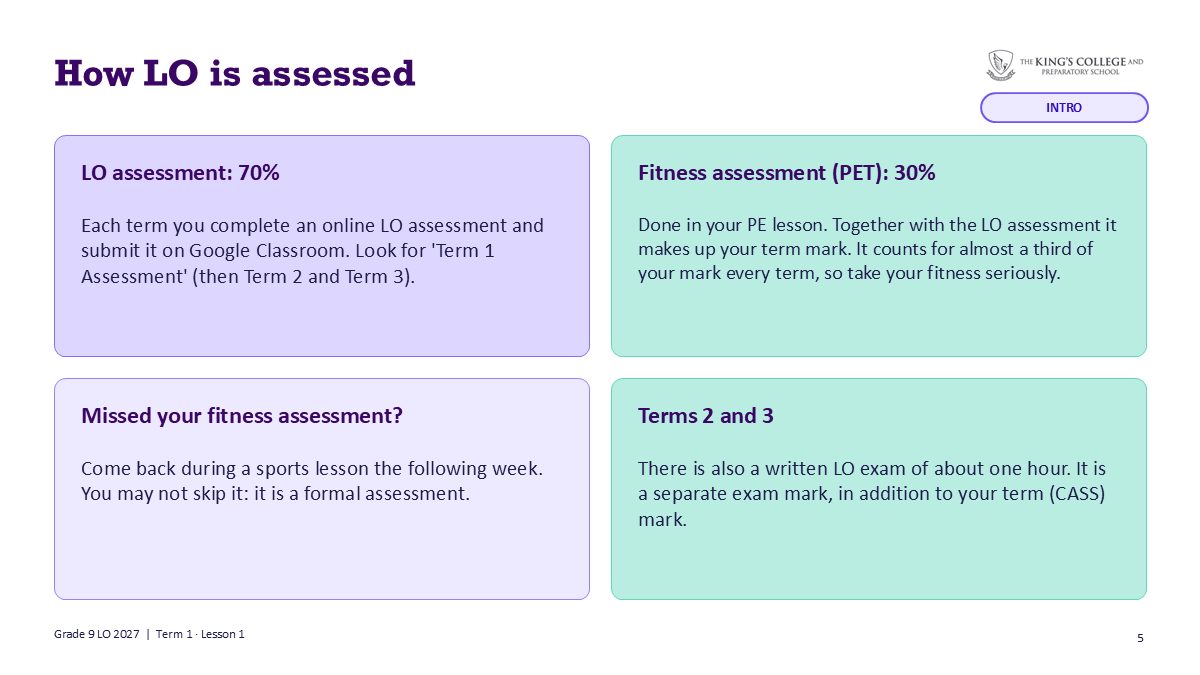 How LO is assessed
THE KING'S COLLEGE AND
PREPARATORY SCHOOL
INTRO
LO assessment: 70%
Each term you complete an online LO assessment and
submit it on Google Classroom. Look for 'Term 1
Assessment' (then Term 2 and Term 3).
Fitness assessment (PET): 30%
Done in your PE lesson. Together with the LO assessment it
makes up your term mark. It counts for almost a third of
your mark every term, so take your fitness seriously.
Missed your fitness assessment?
Come back during a sports lesson the following week.
You may not skip it: it is a formal assessment.
Terms 2 and 3
There is also a written LO exam of about one hour. It is
a separate exam mark, in addition to your term (CASS)
mark.
Grade 9 LO 2027 | Term 1 · Lesson 1
5